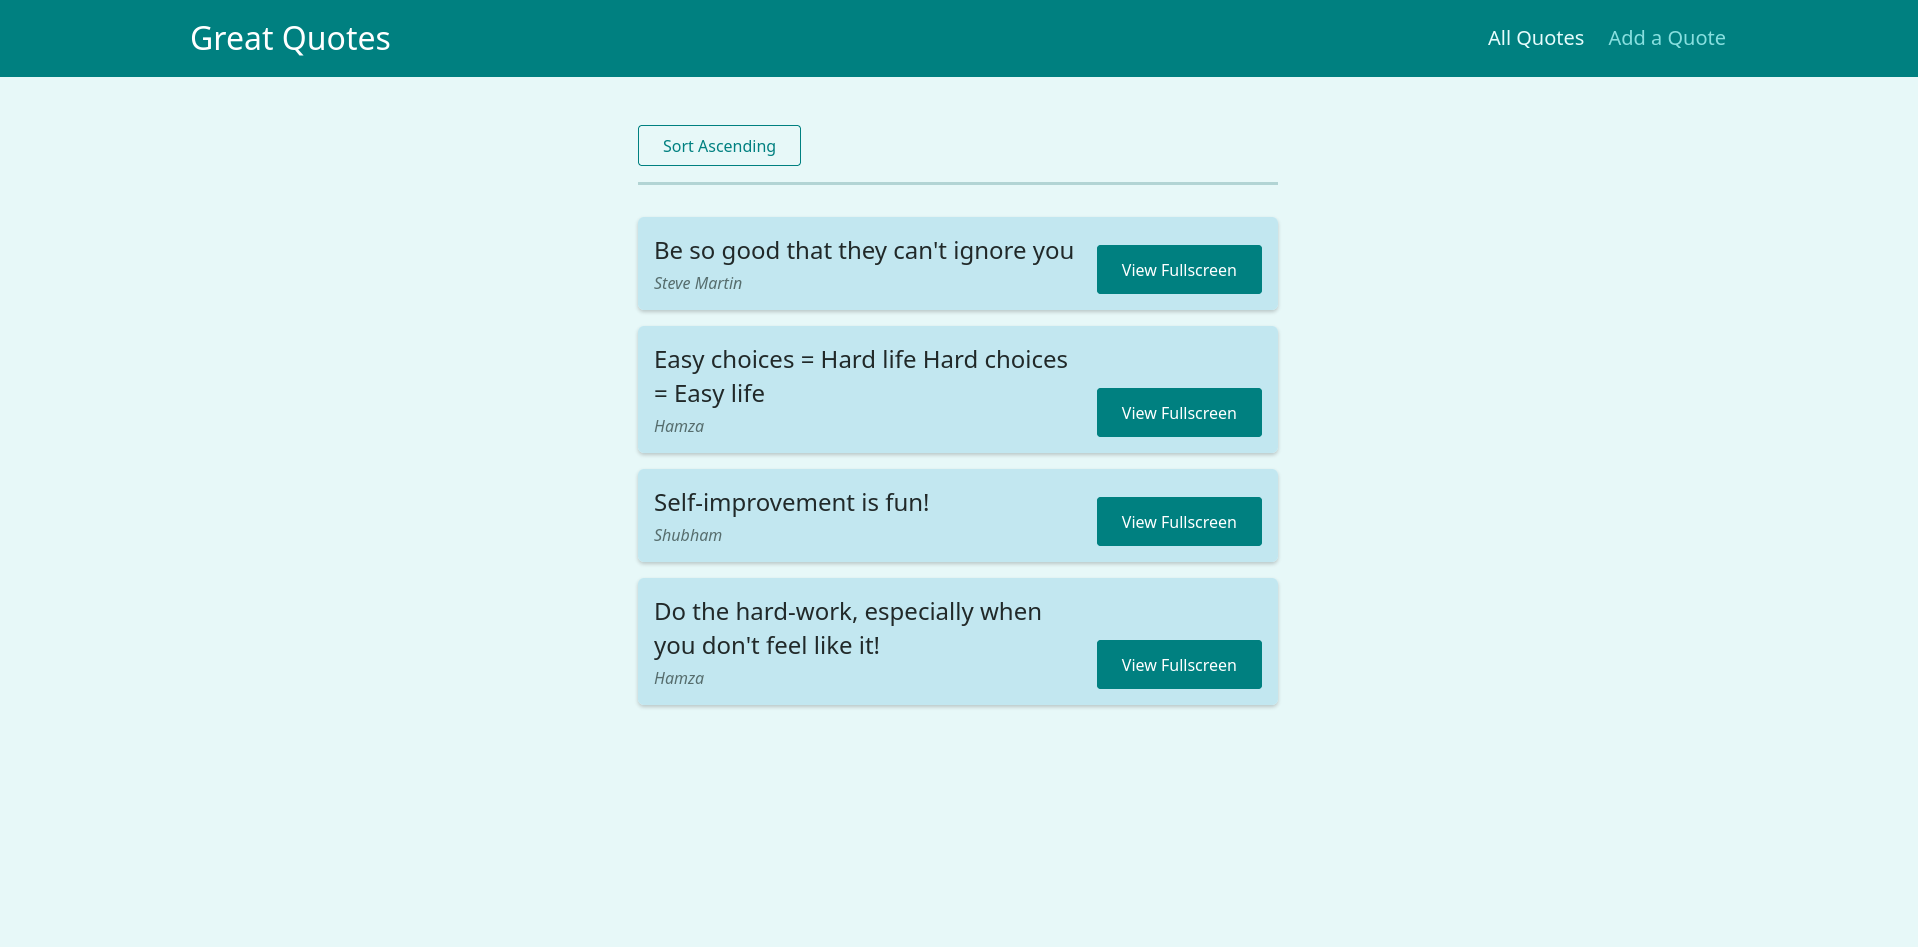 Great Quotes
All Quotes
Add a Quote
Sort Ascending
Be so good that they can't ignore you
Steve Martin
View Fullscreen
Easy choices = Hard life Hard choices
= Easy life
Hamza
View Fullscreen
Self-improvement is fun!
Shubham
View Fullscreen
Do the hard-work, especially when
you don't feel like it!
Hamza
View Fullscreen